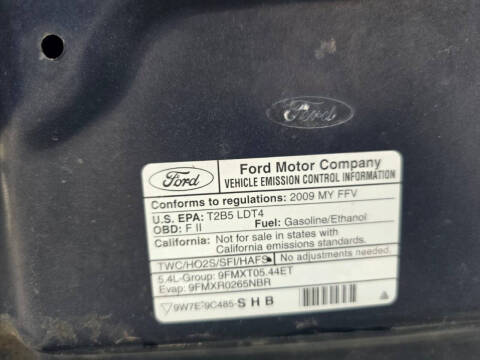 Ford
Ford
Ford Motor Company
VEHICLE EMISSION CONTROL INFORMATION
Conforms to regulations: 2009 MY FFV
U.S. EPA: T2B5 LDT4
OBD: F II
Fuel: Gasoline/Ethanol
California: Not for sale in states with
California emissions standards.
TWC/HO2S/SFI/HAFS
No adjustments needed.
5.4L-Group: 9FMXT05.44ET
Evap: 9FMXR0265NBR
9W7E-9C485-S H B